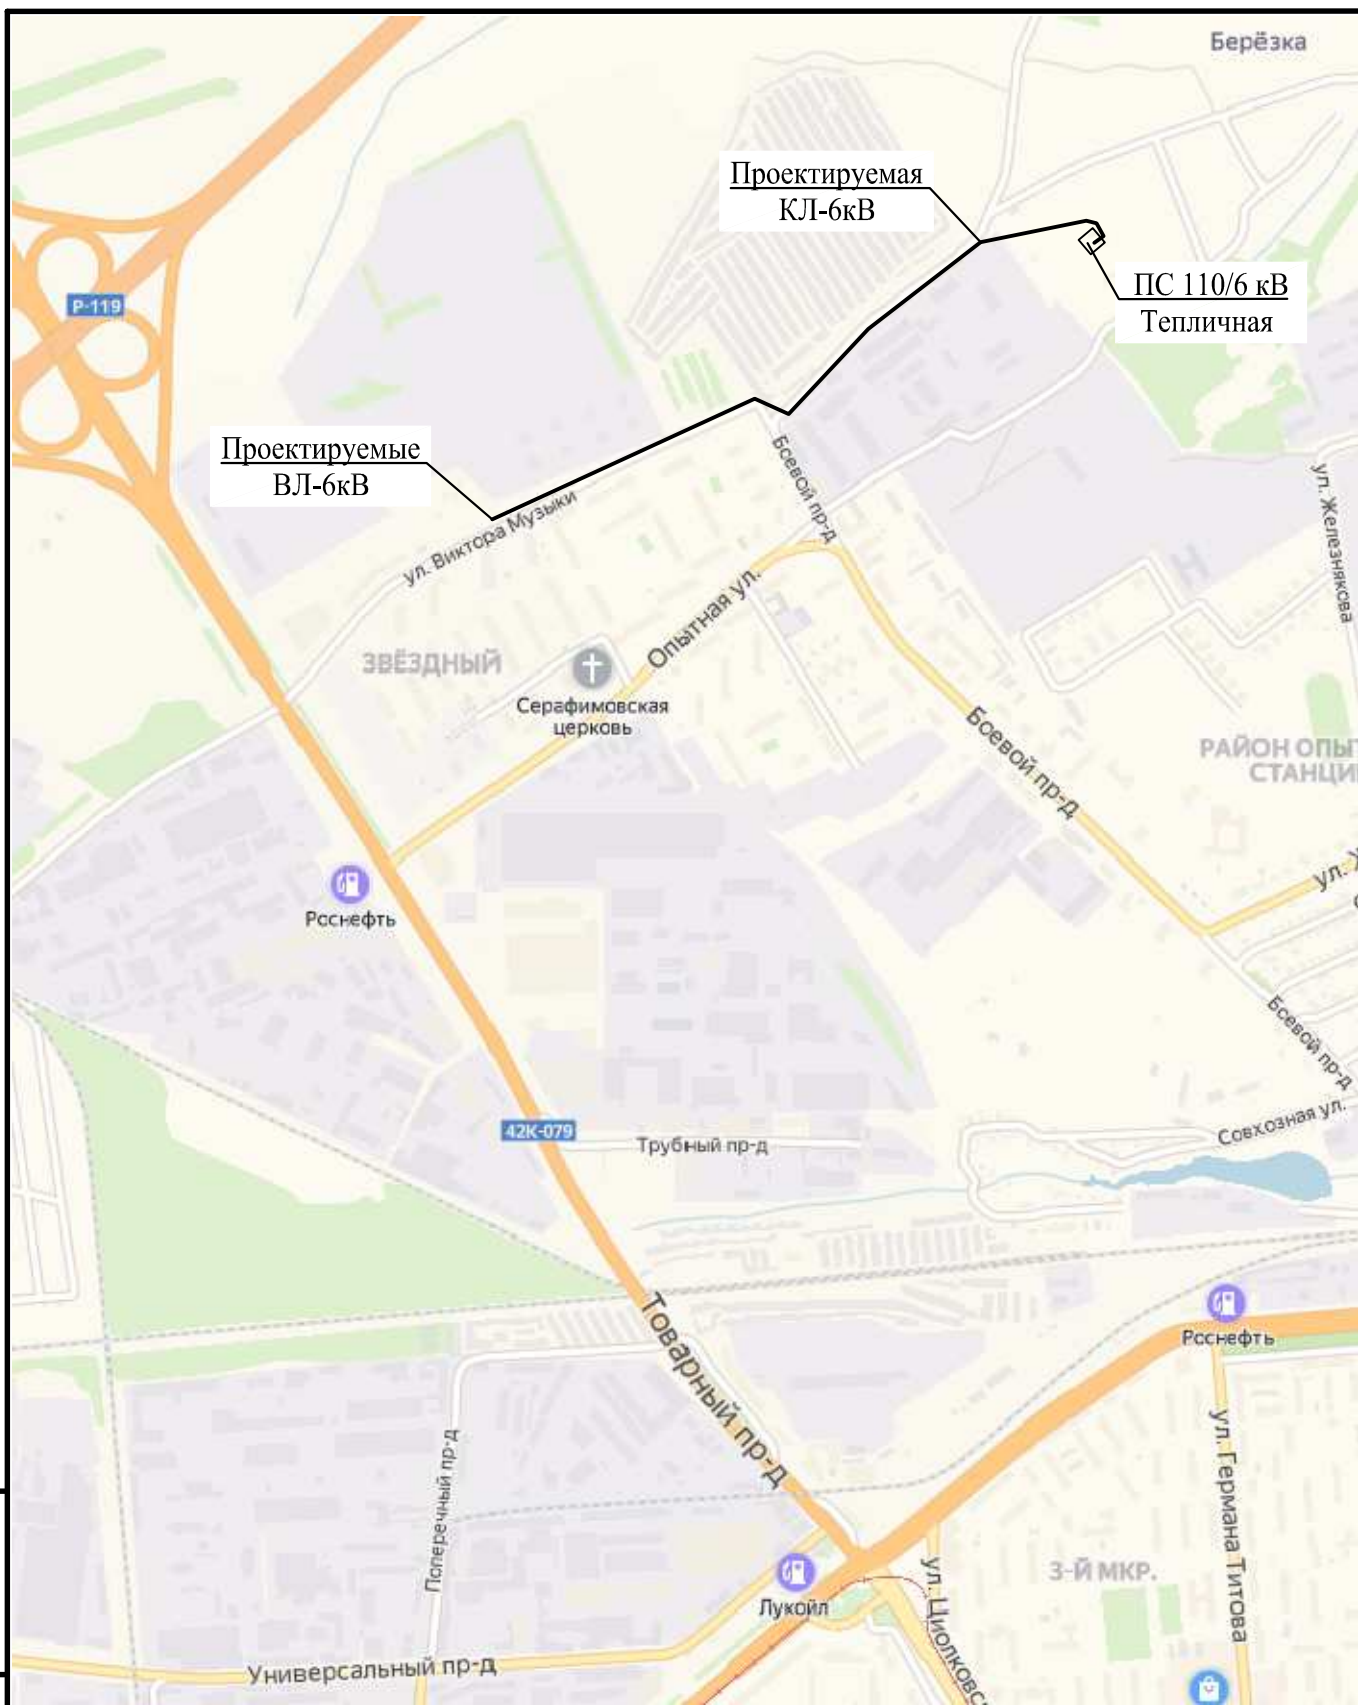 Берёзка
Проектируемая
КЛ-6кВ
ПС 110/6 кВ
Тепличная
Р-119
Проектируемые
ВЛ-6кВ
Боевой пр-д
ул. Виктора Музыки
ул. Железнякова
Опытная ул.
ЗВЁЗДНЫЙ
Серафимовская
церковь
Боевой пр-д
РАЙОН ОПЫТ
СТАНЦИ
ул.
Роснефть
Боевой пр-д
42К-079
Трубный пр-д
Совхозная ул.
Товарный пр-д
Роснефть
ул. Германа Титова
Поперечный пр-д
3-Й МКР.
Лукойл
ул. Циолковс
Универсальный пр-д